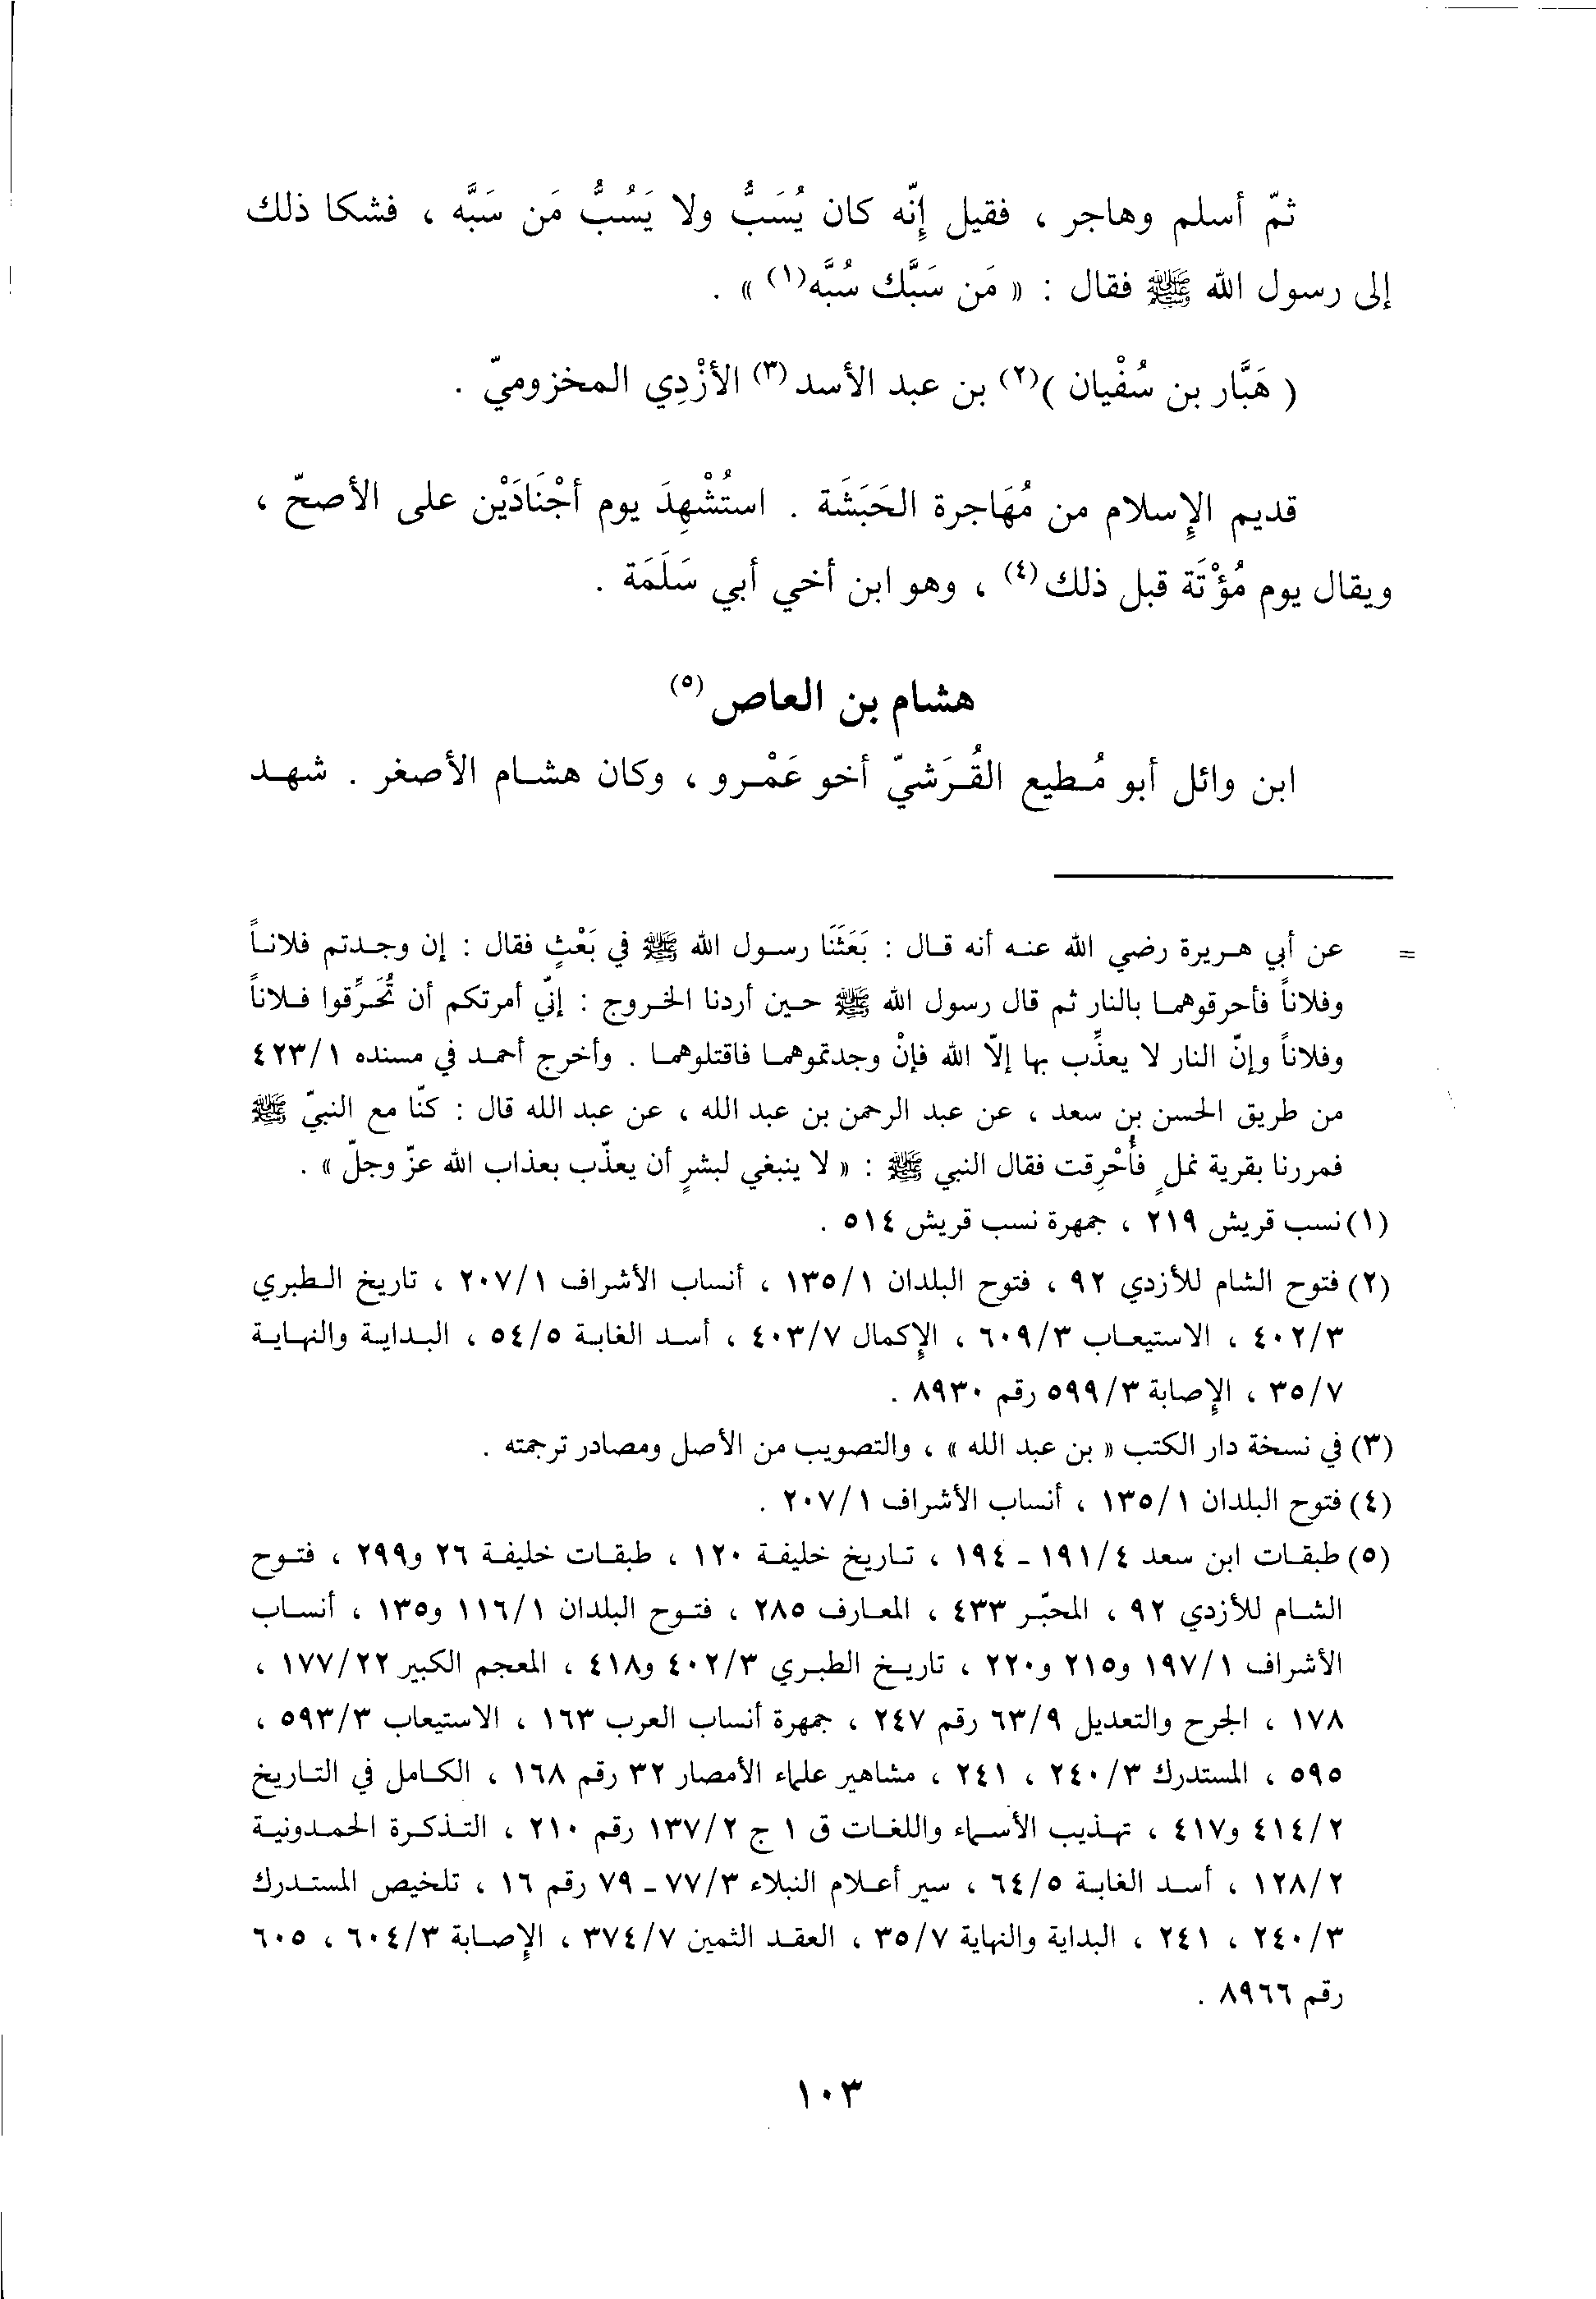 ثمّ أسلم وهاجر ، فقيل إِنّه كان يُسَبُّ ولا يَسُبُّ مَن سَبَّه ، فشكا ذلك
إلى رسول الله ﷺ فقال : « مَن سَبَّك سُبَّه(١) » .
( هَبَّار بن سُفْيان )(٢) بن عبد الأسد(٣) الأزْدِي المخزوميّ .
قديم الإِسلام من مُهَاجرة الحَبَشَة . استُشْهِدَ يوم أجْنَادَيْن على الأصحّ ،
ويقال يوم مُؤْتَة قبل ذلك(٤) ، وهو ابن أخي أبي سَلَمَة .
هشام بن العاص(٥)
ابن وائل أبو مُطيع القُرَشيّ أخو عَمْرو ، وكان هشام الأصغر . شهد
= عن أبي هريرة رضي الله عنه أنه قال : بَعَثَنَا رسول الله ﷺ في بَعْثٍ فقال : إن وجدتم فلاناً
وفلاناً فأحرقوهما بالنار ثم قال رسول الله ﷺ حين أردنا الخروج : إنّي أمرتكم أن تُحَرِّقوا فلاناً
وفلاناً وإنّ النار لا يعذِّب بها إلّا الله فإنْ وجدتموهما فاقتلوهما . وأخرج أحمد في مسنده ٤٢٣/١
من طريق الحسن بن سعد ، عن عبد الرحمن بن عبد الله ، عن عبد الله قال : كنّا مع النبيّ ﷺ
فمررنا بقرية نملٍ فأُحْرِقت فقال النبي ﷺ : « لا ينبغي لبشرٍ أن يعذّب بعذاب الله عزّ وجلّ » .
(١) نسب قريش ٢١٩ ، جمهرة نسب قريش ٥١٤ .
(٢) فتوح الشام للأزدي ٩٢ ، فتوح البلدان ١٣٥/١ ، أنساب الأشراف ٢٠٧/١ ، تاريخ الطبري
٤٠٢/٣ ، الاستيعاب ٦٠٩/٣ ، الإكمال ٤٠٣/٧ ، أسد الغابة ٥٤/٥ ، البداية والنهاية
٣٥/٧ ، الإصابة ٥٩٩/٣ رقم ٨٩٣٠ .
(٣) في نسخة دار الكتب « بن عبد الله » ، والتصويب من الأصل ومصادر ترجمته .
(٤) فتوح البلدان ١٣٥/١ ، أنساب الأشراف ٢٠٧/١ .
(٥) طبقات ابن سعد ١٩١/٤ ـ ١٩٤ ، تاريخ خليفة ١٢٠ ، طبقات خليفة ٢٦ و٢٩٩ ، فتوح
الشام للأزدي ٩٢ ، المحبّر ٤٣٣ ، المعارف ٢٨٥ ، فتوح البلدان ١١٦/١ و١٣٥ ، أنساب
الأشراف ١٩٧/١ و٢١٥ و٢٢٠ ، تاريخ الطبري ٤٠٢/٣ و٤١٨ ، المعجم الكبير ١٧٧/٢٢ ،
١٧٨ ، الجرح والتعديل ٦٣/٩ رقم ٢٤٧ ، جمهرة أنساب العرب ١٦٣ ، الاستيعاب ٥٩٣/٣ ،
٥٩٥ ، المستدرك ٢٤٠/٣ ، ٢٤١ ، مشاهير علماء الأمصار ٣٢ رقم ١٦٨ ، الكامل في التاريخ
٤١٤/٢ و٤١٧ ، تهذيب الأسماء واللغات ق ١ ج ١٣٧/٢ رقم ٢١٠ ، التذكرة الحمدونية
١٢٨/٢ ، أسد الغابة ٦٤/٥ ، سير أعلام النبلاء ٧٧/٣ ـ ٧٩ رقم ١٦ ، تلخيص المستدرك
٢٤٠/٣ ، ٢٤١ ، البداية والنهاية ٣٥/٧ ، العقد الثمين ٣٧٤/٧ ، الإصابة ٦٠٤/٣ ، ٦٠٥
رقم ٨٩٦٦ .
١٠٣